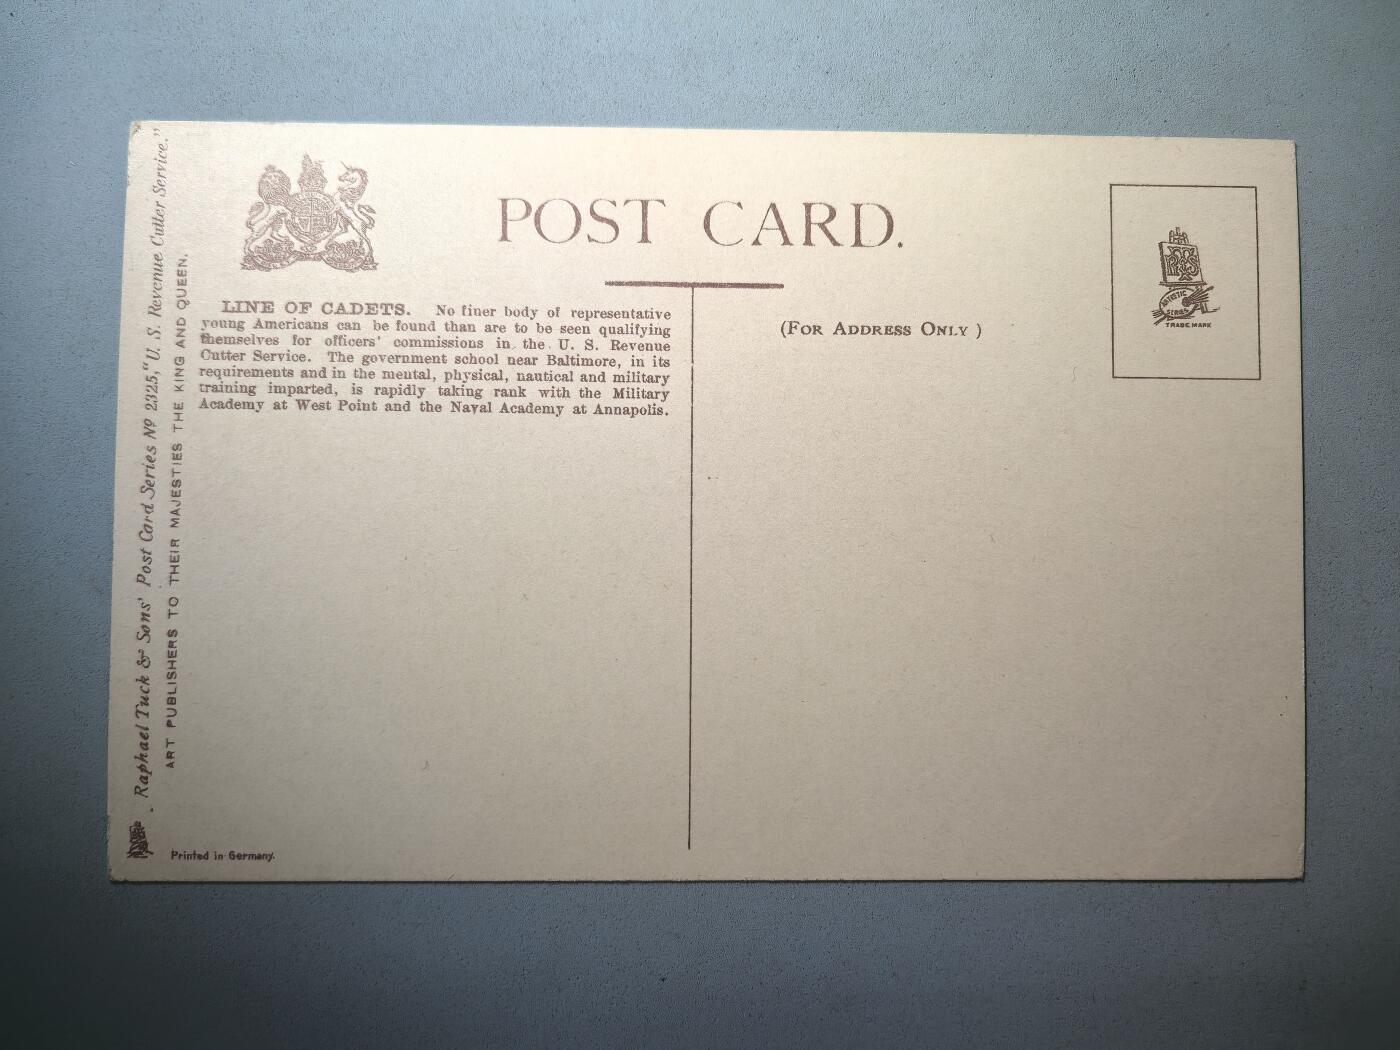 POST CARD.
LINE OF CADETS. No finer body of representative
young Americans can be found than are to be seen qualifying
themselves for officers' commissions in the U. S. Revenue
Cutter Service. The government school near Baltimore, in its
requirements and in the mental, physical, nautical and military
training imparted, is rapidly taking rank with the Military
Academy at West Point and the Naval Academy at Annapolis.
(FOR ADDRESS ONLY )
ARTISTIC
SERIES
TRADE MARK
Raphael Tuck & Sons' Post Card Series Nº 2325, "U. S. Revenue Cutter Service."
ART PUBLISHERS TO THEIR MAJESTIES THE KING AND QUEEN.
Printed in Germany.